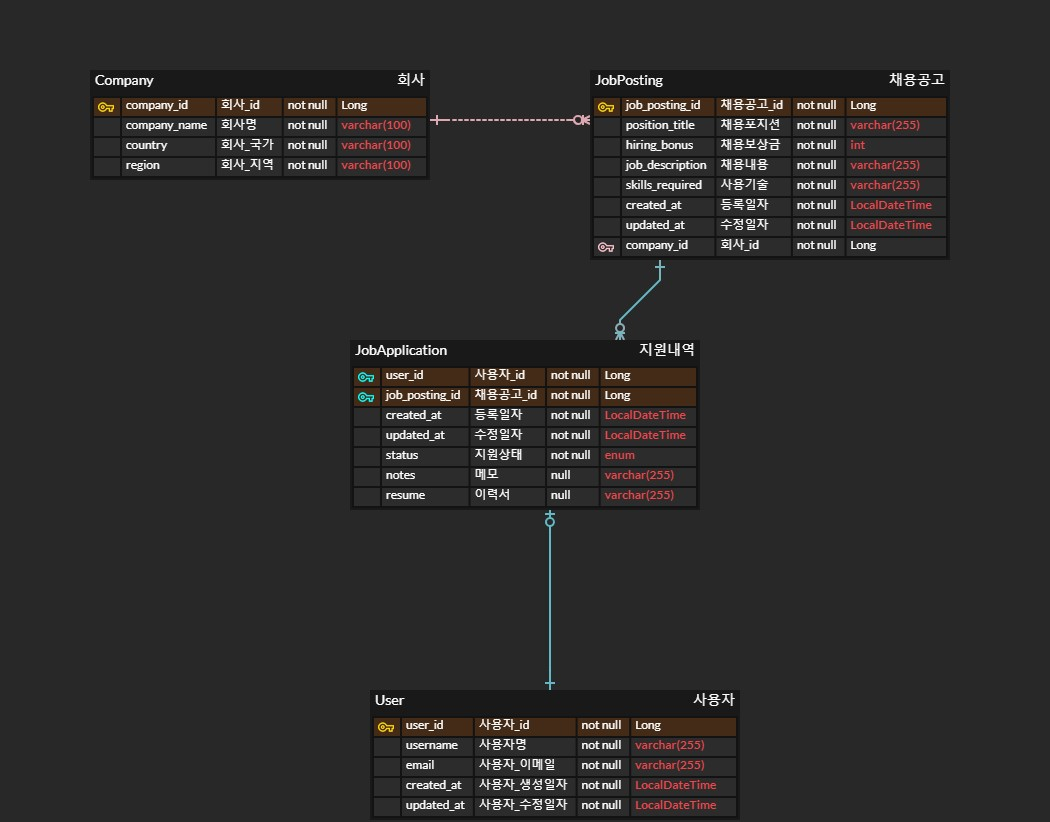 Company 회사
company_id 회사_id not null Long
company_name 회사명 not null varchar(100)
country 회사_국가 not null varchar(100)
region 회사_지역 not null varchar(100)
JobPosting 채용공고
job_posting_id 채용공고_id not null Long
position_title 채용포지션 not null varchar(255)
hiring_bonus 채용보상금 not null int
job_description 채용내용 not null varchar(255)
skills_required 사용기술 not null varchar(255)
created_at 등록일자 not null LocalDateTime
updated_at 수정일자 not null LocalDateTime
company_id 회사_id not null Long
JobApplication 지원내역
user_id 사용자_id not null Long
job_posting_id 채용공고_id not null Long
created_at 등록일자 not null LocalDateTime
updated_at 수정일자 not null LocalDateTime
status 지원상태 not null enum
notes 메모 null varchar(255)
resume 이력서 null varchar(255)
User 사용자
user_id 사용자_id not null Long
username 사용자명 not null varchar(255)
email 사용자_이메일 not null varchar(255)
created_at 사용자_생성일자 not null LocalDateTime
updated_at 사용자_수정일자 not null LocalDateTime